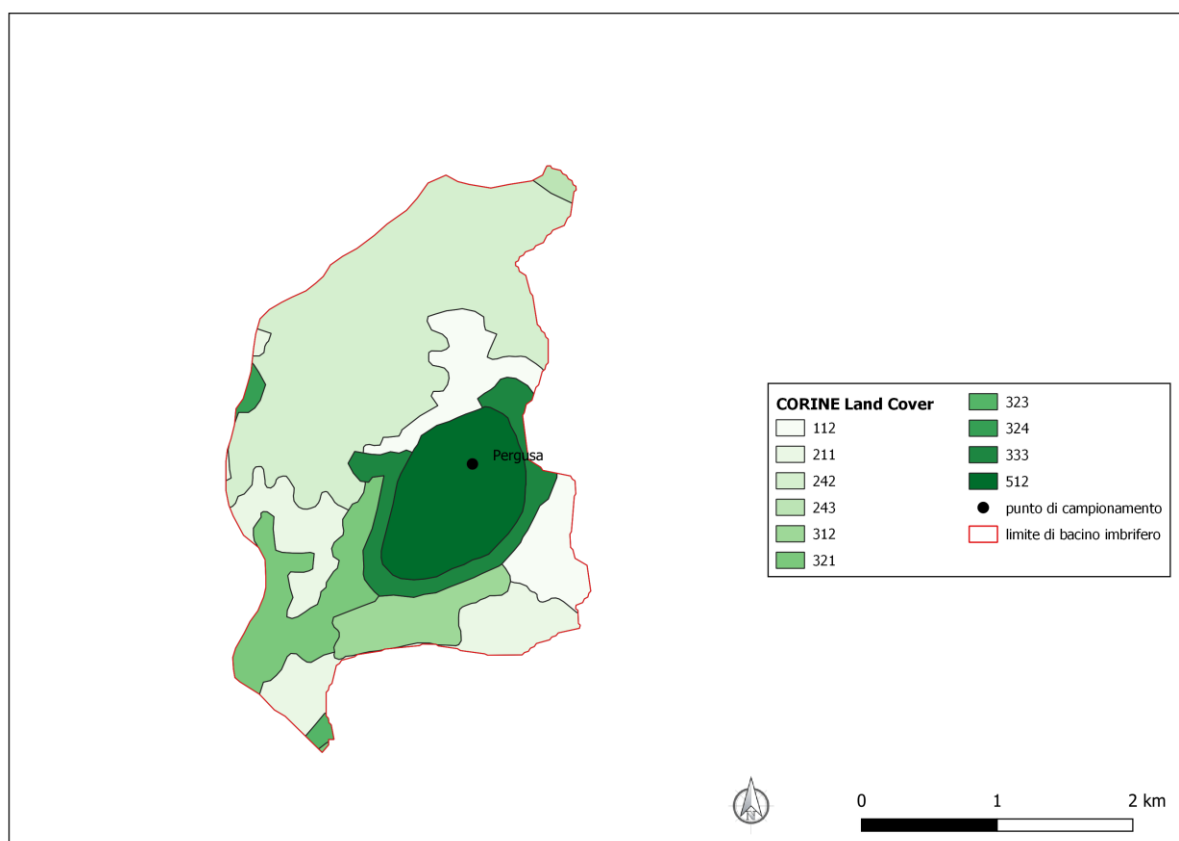 Pergusa
CORINE Land Cover
112
211
242
243
312
321
323
324
333
512
punto di campionamento
limite di bacino imbrifero
N
0 1 2 km